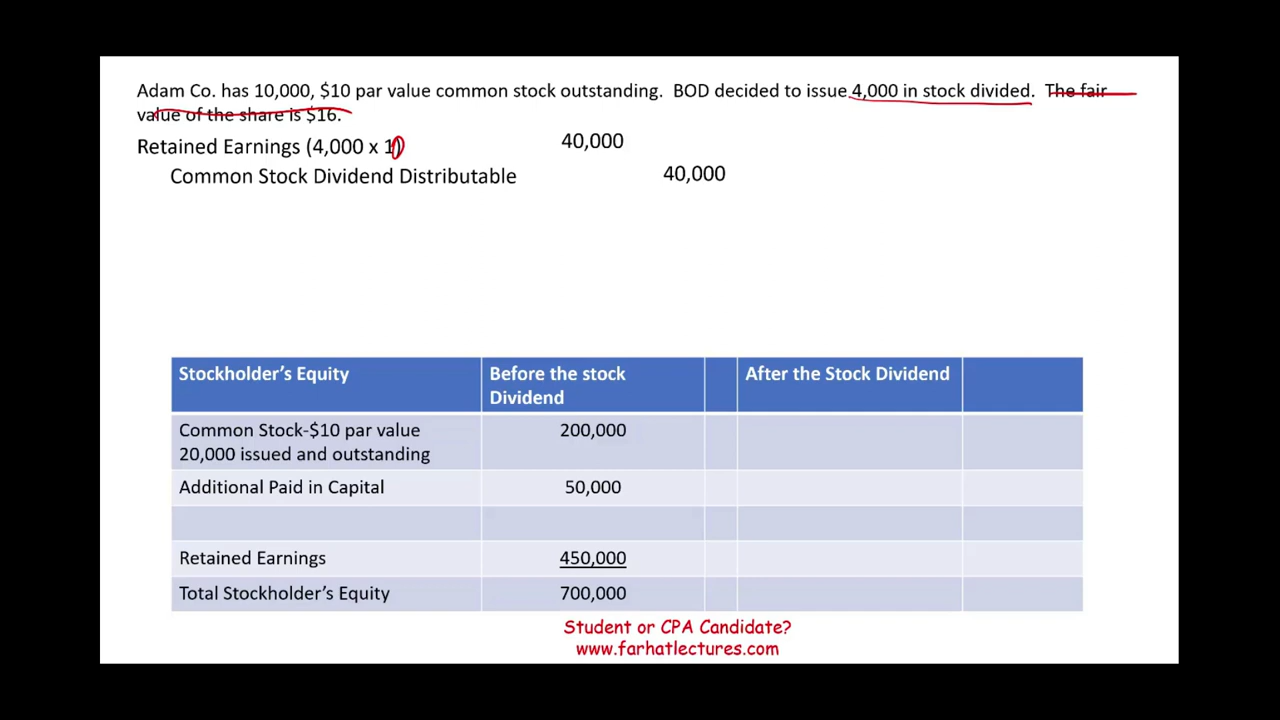 Adam Co. has 10,000, $10 par value common stock outstanding. BOD decided to issue 4,000 in stock divided. The fair
value of the share is $16.
Retained Earnings (4,000 x 10 40,000
Common Stock Dividend Distributable 40,000
Stockholder's Equity Before the stock Dividend After the Stock Dividend
Common Stock-$10 par value 200,000
20,000 issued and outstanding
Additional Paid in Capital 50,000
Retained Earnings 450,000
Total Stockholder's Equity 700,000
Student or CPA Candidate?
www.farhatlectures.com